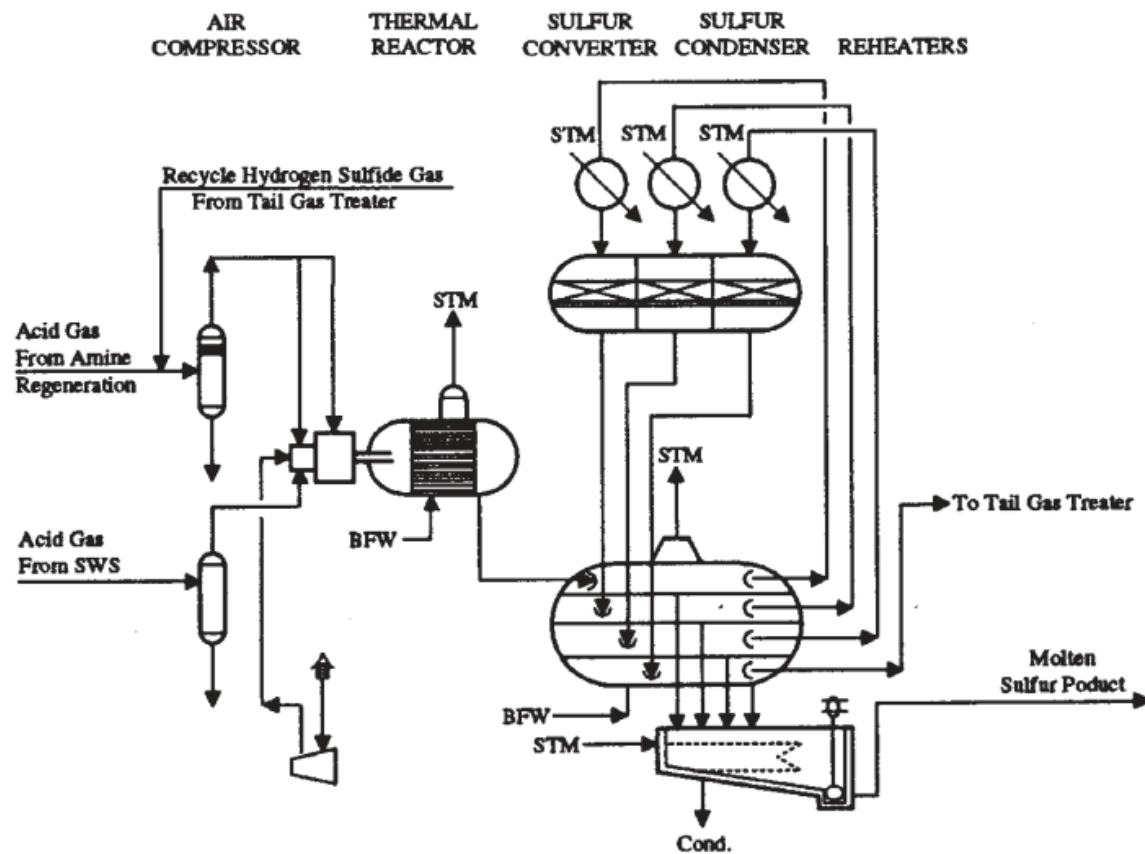 AIR
COMPRESSOR
THERMAL
REACTOR
SULFUR
CONVERTER
SULFUR
CONDENSER
REHEATERS
STM
STM
STM
Recycle Hydrogen Sulfide Gas
From Tail Gas Treater
STM
Acid Gas
From Amine
Regeneration
STM
To Tail Gas Treater
BFW
Acid Gas
From SWS
Molten
Sulfur Poduct
BFW
STM
Cond.